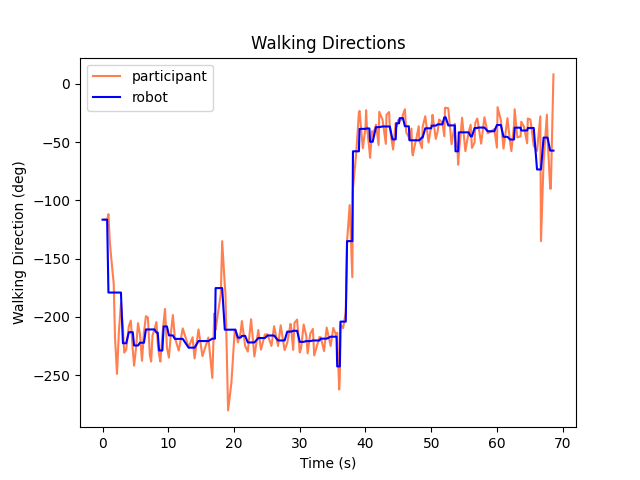 Walking Directions
participant
robot
Walking Direction (deg)
0
−50
−100
−150
−200
−250
0 10 20 30 40 50 60 70
Time (s)